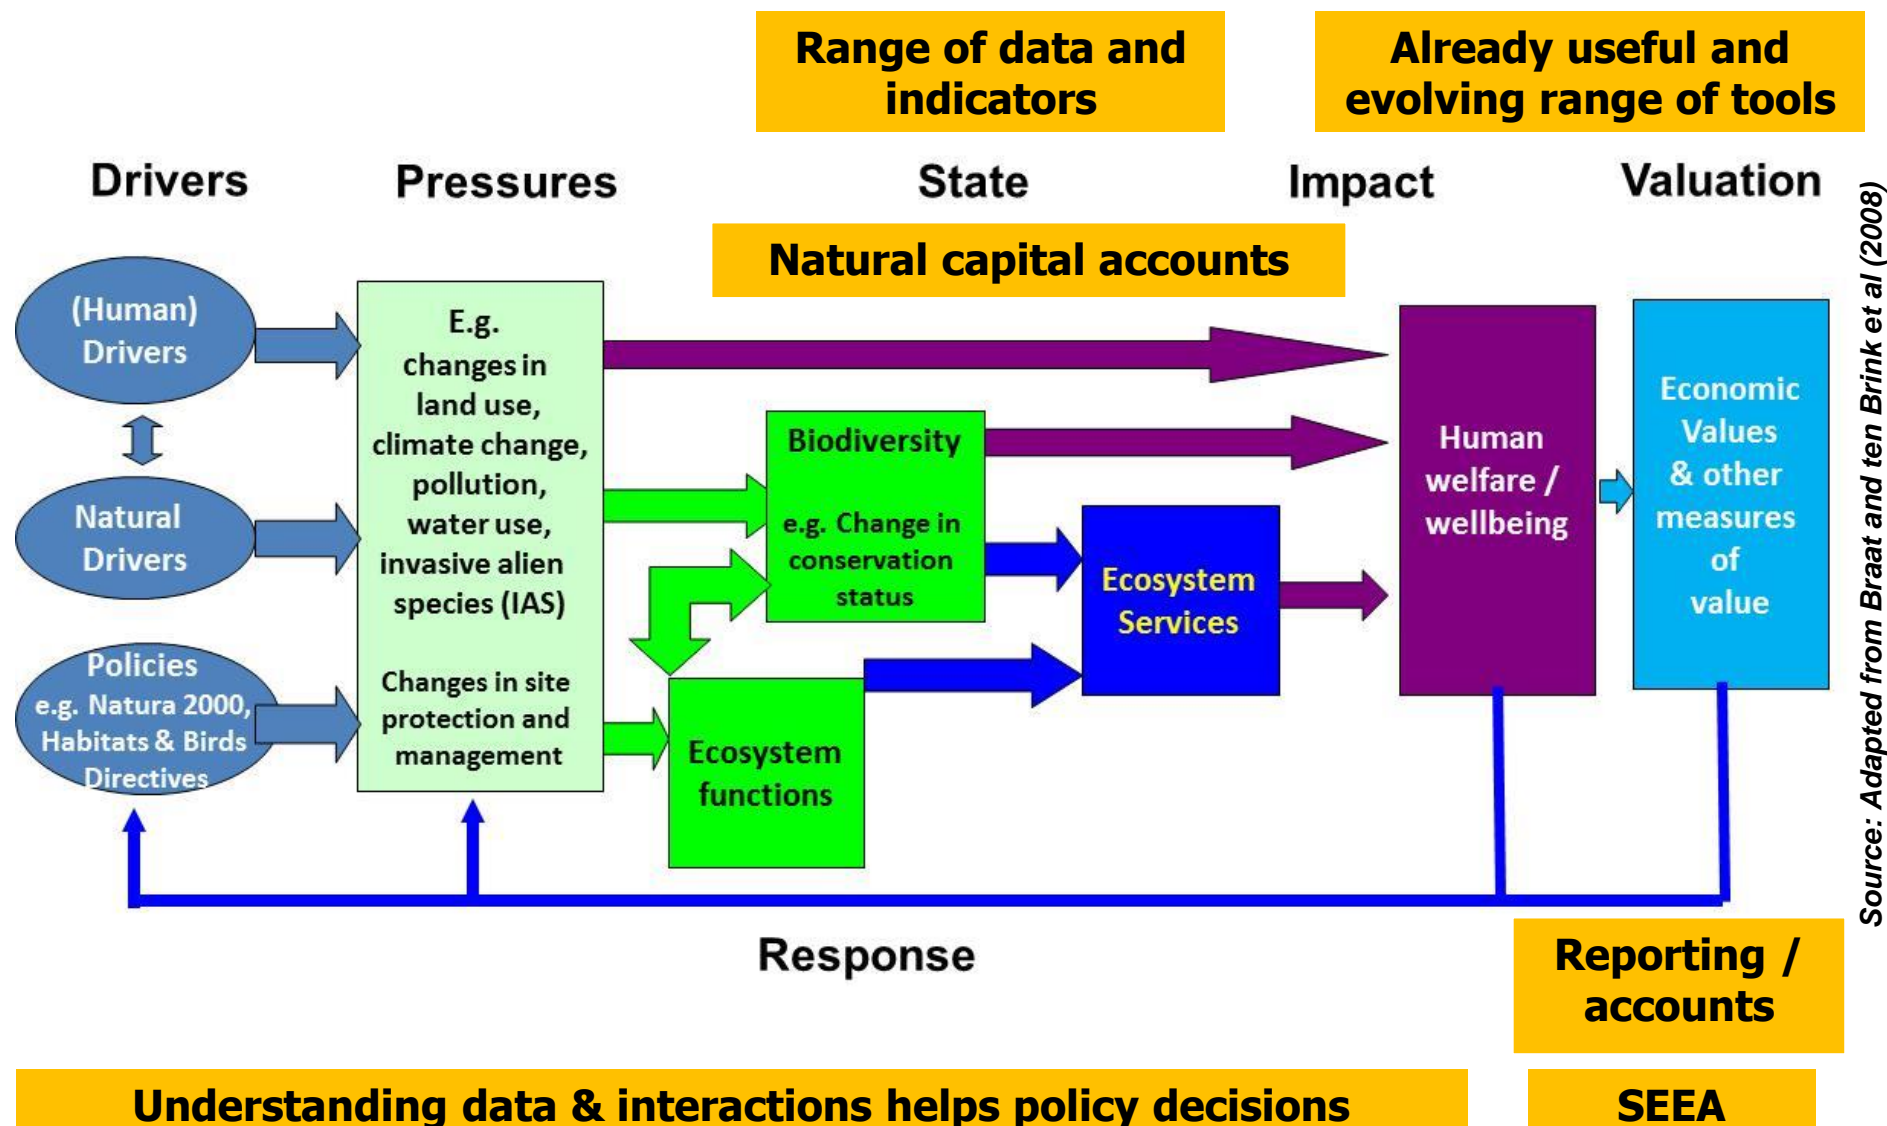 Range of data and
indicators
Already useful and
evolving range of tools
Drivers
Pressures
State
Impact
Valuation
Natural capital accounts
(Human)
Drivers
Natural
Drivers
Policies
e.g. Natura 2000,
Habitats & Birds
Directives
E.g.
changes in
land use,
climate change,
pollution,
water use,
invasive alien
species (IAS)
Changes in site
protection and
management
Biodiversity
e.g. Change in
conservation
status
Ecosystem
functions
Ecosystem
Services
Human
welfare /
wellbeing
Economic
Values
& other
measures
of
value
Source: Adapted from Braat and ten Brink et al (2008)
Response
Reporting /
accounts
Understanding data & interactions helps policy decisions
SEEA